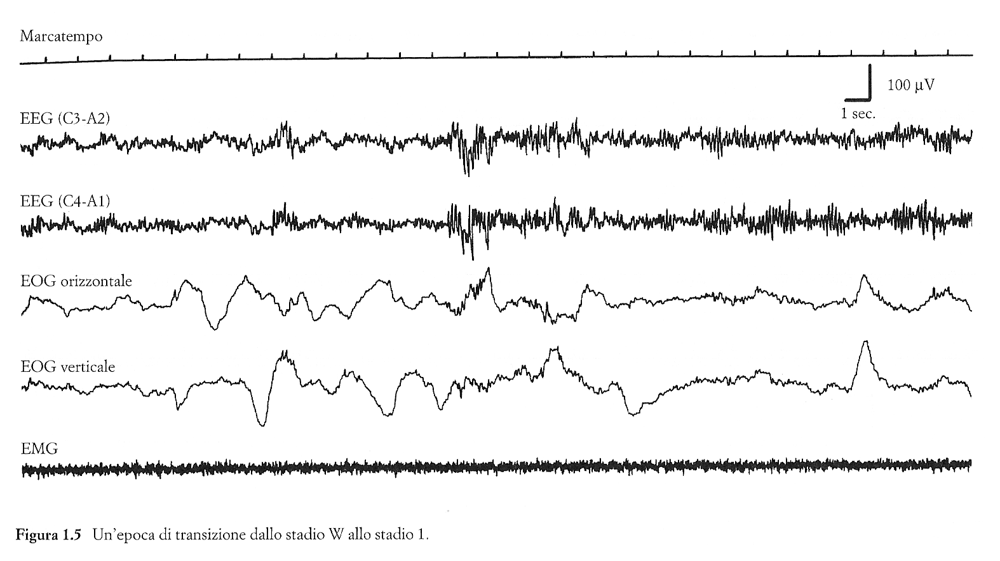 Marcatempo
100 µV
1 sec.
EEG (C3-A2)
EEG (C4-A1)
EOG orizzontale
EOG verticale
EMG
Figura 1.5 Un'epoca di transizione dallo stadio W allo stadio 1.